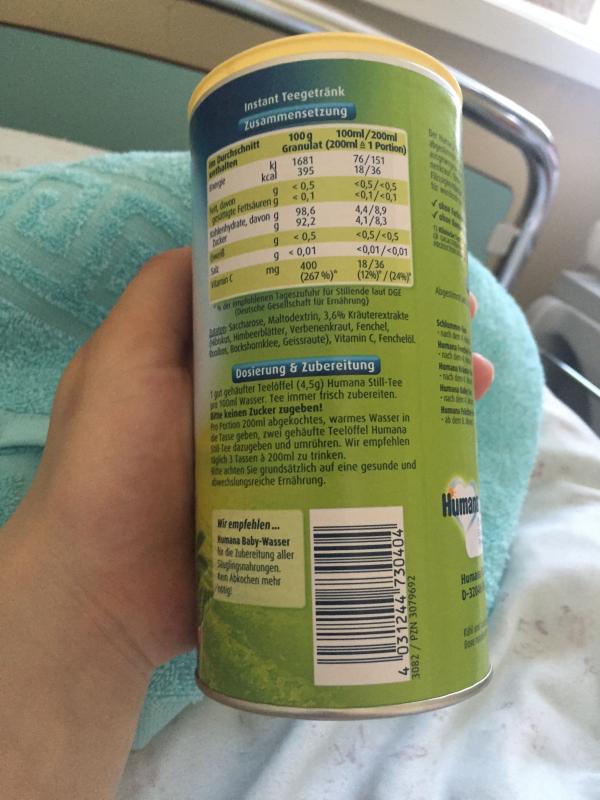 Instant Teegetränk
Zusammensetzung
Im Durchschnitt enthalten 100g Granulat 100ml/200ml (200ml ≙ 1 Portion)
Energie kJ 1681 76/151
kcal 395 18/36
Fett, davon g < 0,5 <0,5/<0,5
gesättigte Fettsäuren g < 0,1 <0,1/<0,1
Kohlenhydrate, davon g 98,6 4,4/8,9
Zucker g 92,2 4,1/8,3
Eiweiß g < 0,5 <0,5/<0,5
Salz g < 0,01 <0,01/<0,01
Vitamin C mg 400 18/36
(267 %)* (12%)* / (24%)*
* % der empfohlenen Tageszufuhr für Stillende laut DGE
(Deutsche Gesellschaft für Ernährung)
Zutaten: Saccharose, Maltodextrin, 3,6% Kräuterextrakte
(Hibiskus, Himbeerblätter, Verbenenkraut, Fenchel,
Rooibos, Bockshornklee, Geissraute), Vitamin C, Fenchelöl.
Dosierung & Zubereitung
1 gut gehäufter Teelöffel (4,5g) Humana Still-Tee
pro 100ml Wasser. Tee immer frisch zubereiten.
Bitte keinen Zucker zugeben!
Pro Portion 200ml abgekochtes, warmes Wasser in
die Tasse geben, zwei gehäufte Teelöffel Humana
Still-Tee dazugeben und umrühren. Wir empfehlen
täglich 3 Tassen à 200ml zu trinken.
Bitte achten Sie grundsätzlich auf eine gesunde und
abwechslungsreiche Ernährung.
Wir empfehlen ...
Humana Baby-Wasser
für die Zubereitung aller
Säuglingsnahrungen.
Kein Abkochen mehr
nötig!
4 031244 730404
3082 / PZN 3079692
✓ ohne
✓ ohne
Humana